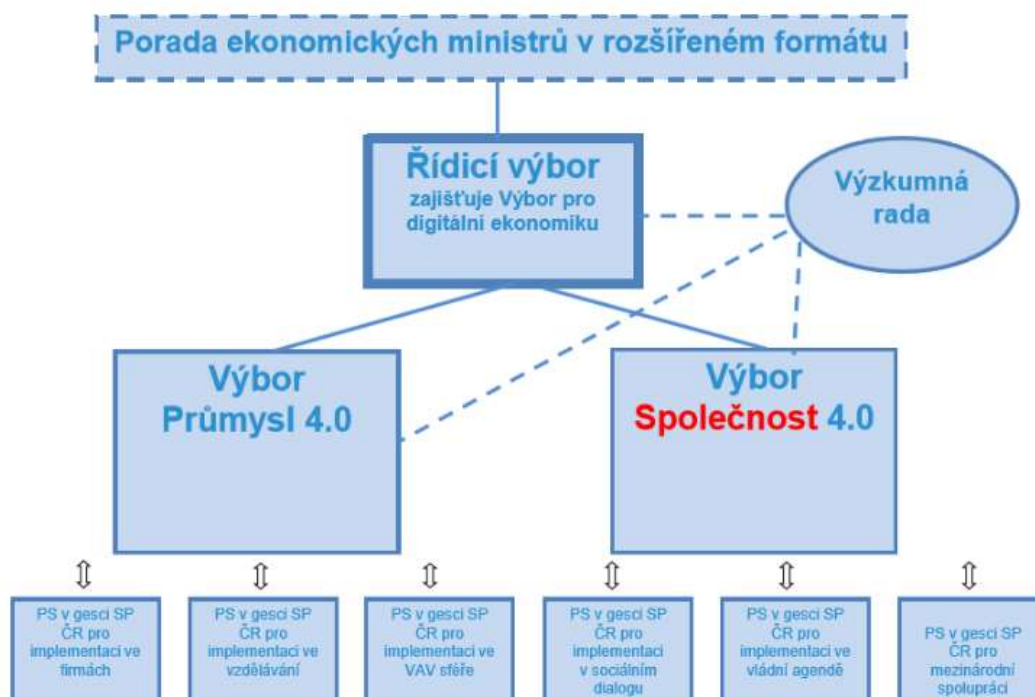 Porada ekonomických ministrů v rozšířeném formátu
Řídicí výbor
zajišťuje Výbor pro
digitální ekonomiku
Výzkumná
rada
Výbor
Průmysl 4.0
Výbor
Společnost 4.0
PS v gesci SP
ČR pro
implementaci ve
firmách
PS v gesci SP
ČR pro
implementaci ve
vzdělávání
PS v gesci SP
ČR pro
implementaci ve
VAV sféře
PS v gesci SP
ČR pro
implementaci
v sociálním
dialogu
PS v gesci SP
ČR pro
implementaci ve
vládní agendě
PS v gesci SP
ČR pro
mezinárodní
spolupráci